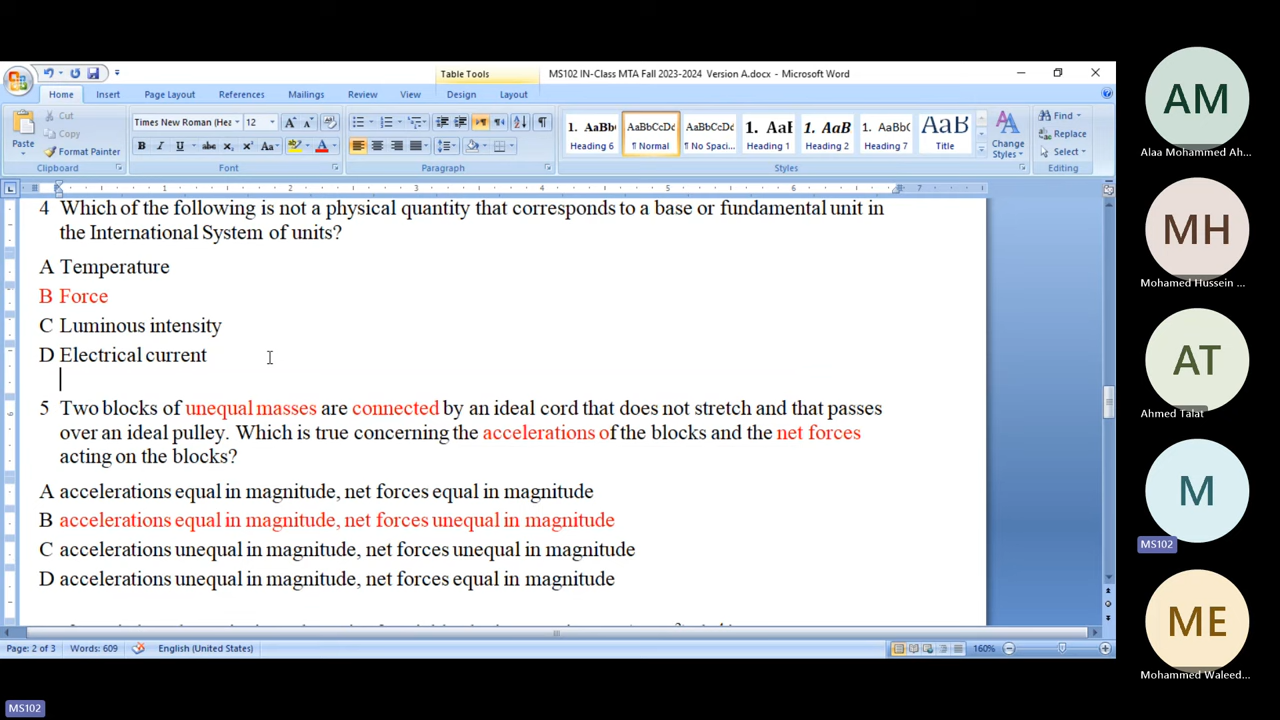 Table Tools
MS102 IN-Class MTA Fall 2023-2024 Version A.docx - Microsoft Word
Home Insert Page Layout References Mailings Review View Design Layout
Paste
Cut
Copy
Format Painter
Clipboard
Times New Roman (Hea 12
Font
Paragraph
1. AaBb(
Heading 6
AaBbCcDd
¶ Normal
AaBbCcDd
¶ No Spaci...
1. AaBl
Heading 1
1. AaB
Heading 2
1. AaBb(
Heading 7
AaB
Title
Change Styles
Styles
Find
Replace
Select
Editing
4 Which of the following is not a physical quantity that corresponds to a base or fundamental unit in
the International System of units?
A Temperature
B Force
C Luminous intensity
D Electrical current
5 Two blocks of unequal masses are connected by an ideal cord that does not stretch and that passes
over an ideal pulley. Which is true concerning the accelerations of the blocks and the net forces
acting on the blocks?
A accelerations equal in magnitude, net forces equal in magnitude
B accelerations equal in magnitude, net forces unequal in magnitude
C accelerations unequal in magnitude, net forces unequal in magnitude
D accelerations unequal in magnitude, net forces equal in magnitude
Page: 2 of 3 Words: 609 English (United States) 160%
MS102
AM
Alaa Mohammed Ah...
MH
Mohamed Hussein ...
AT
Ahmed Talat
M
MS102
ME
Mohammed Waleed...